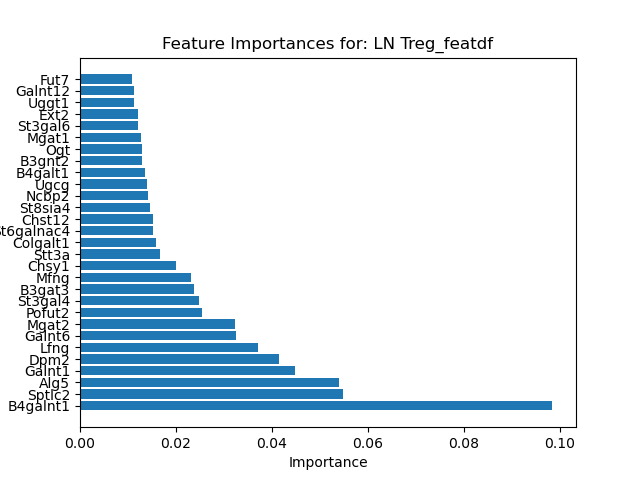 Feature Importances for: LN Treg_featdf
Fut7
Galnt12
Uggt1
Ext2
St3gal6
Mgat1
Ogt
B3gnt2
B4galt1
Ugcg
Ncbp2
St8sia4
Chst12
St6galnac4
Colgalt1
Stt3a
Chsy1
Mfng
B3gat3
St3gal4
Pofut2
Mgat2
Galnt6
Lfng
Dpm2
Galnt1
Alg5
Sptlc2
B4galnt1
0.00 0.02 0.04 0.06 0.08 0.10
Importance